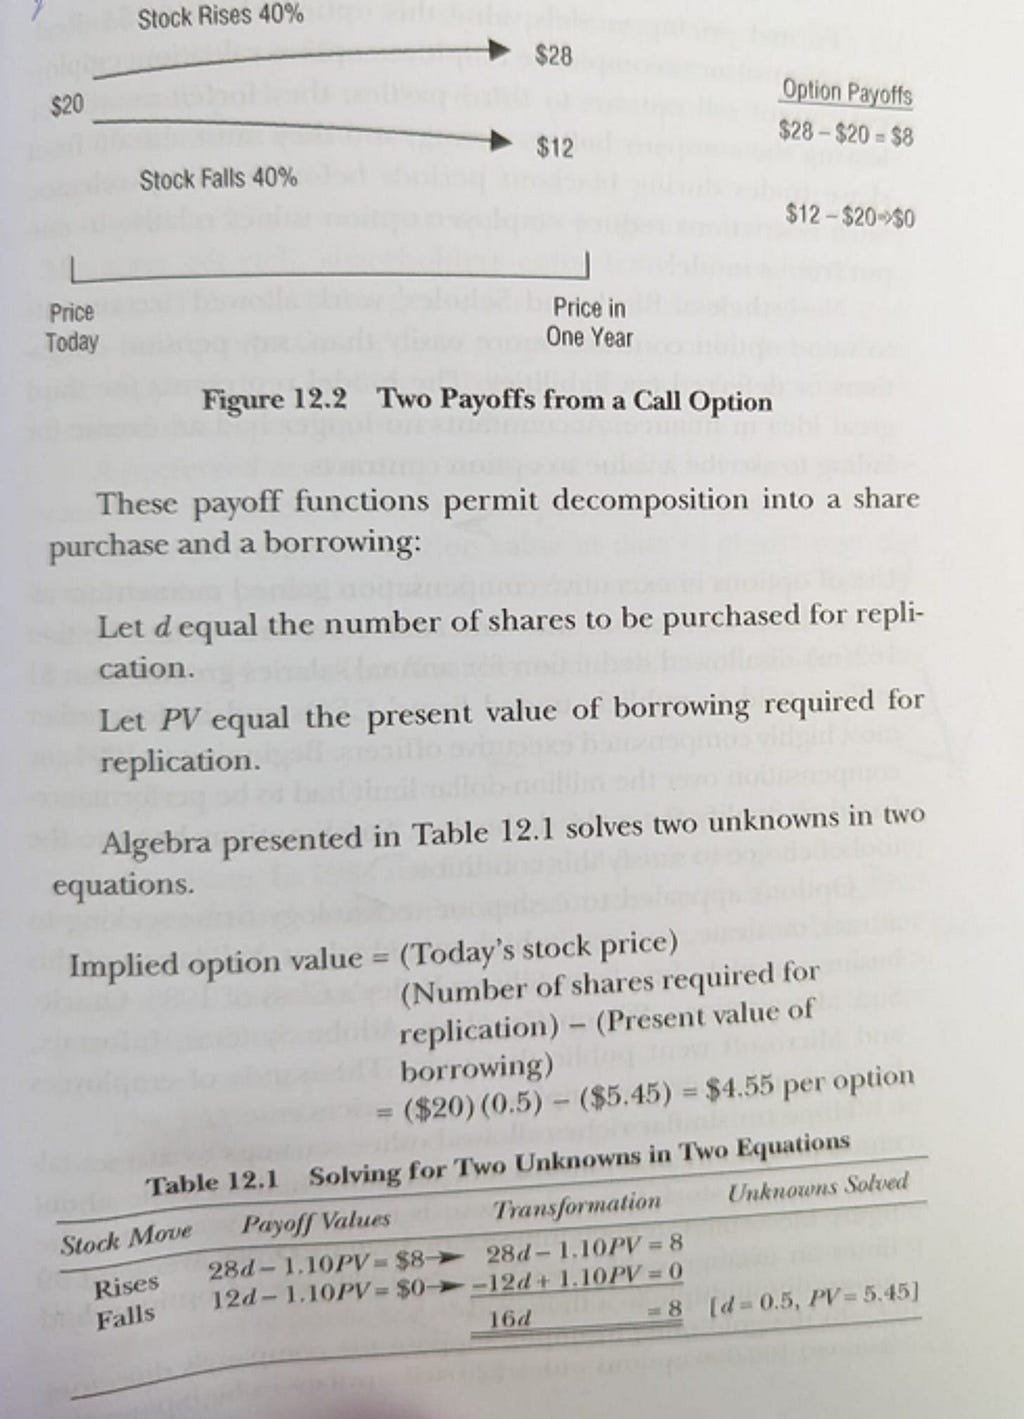 Stock Rises 40%
$28
$20
Option Payoffs
$28 – $20 = $8
$12
Stock Falls 40%
$12 – $20⇒$0
Price
Today
Price in
One Year
Figure 12.2 Two Payoffs from a Call Option
These payoff functions permit decomposition into a share
purchase and a borrowing:
Let d equal the number of shares to be purchased for repli-
cation.
Let PV equal the present value of borrowing required for
replication.
Algebra presented in Table 12.1 solves two unknowns in two
equations.
Implied option value = (Today's stock price)
(Number of shares required for
replication) – (Present value of
borrowing)
= ($20) (0.5) – ($5.45) = $4.55 per option
Table 12.1 Solving for Two Unknowns in Two Equations
Stock Move Payoff Values Transformation Unknowns Solved
Rises 28d – 1.10PV = $8 → 28d – 1.10PV = 8
Falls 12d – 1.10PV = $0 → –12d + 1.10PV = 0
16d = 8 [d = 0.5, PV = 5.45]